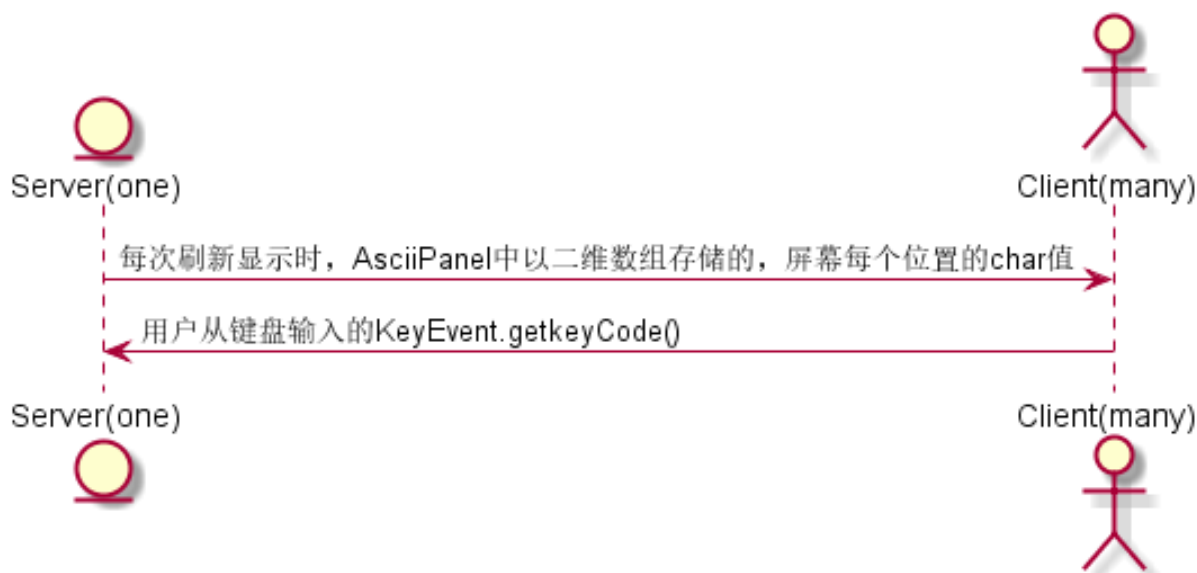 Server(one)
Client(many)
每次刷新显示时，AsciiPanel中以二维数组存储的，屏幕每个位置的char值
用户从键盘输入的KeyEvent.getkeyCode()
Server(one)
Client(many)